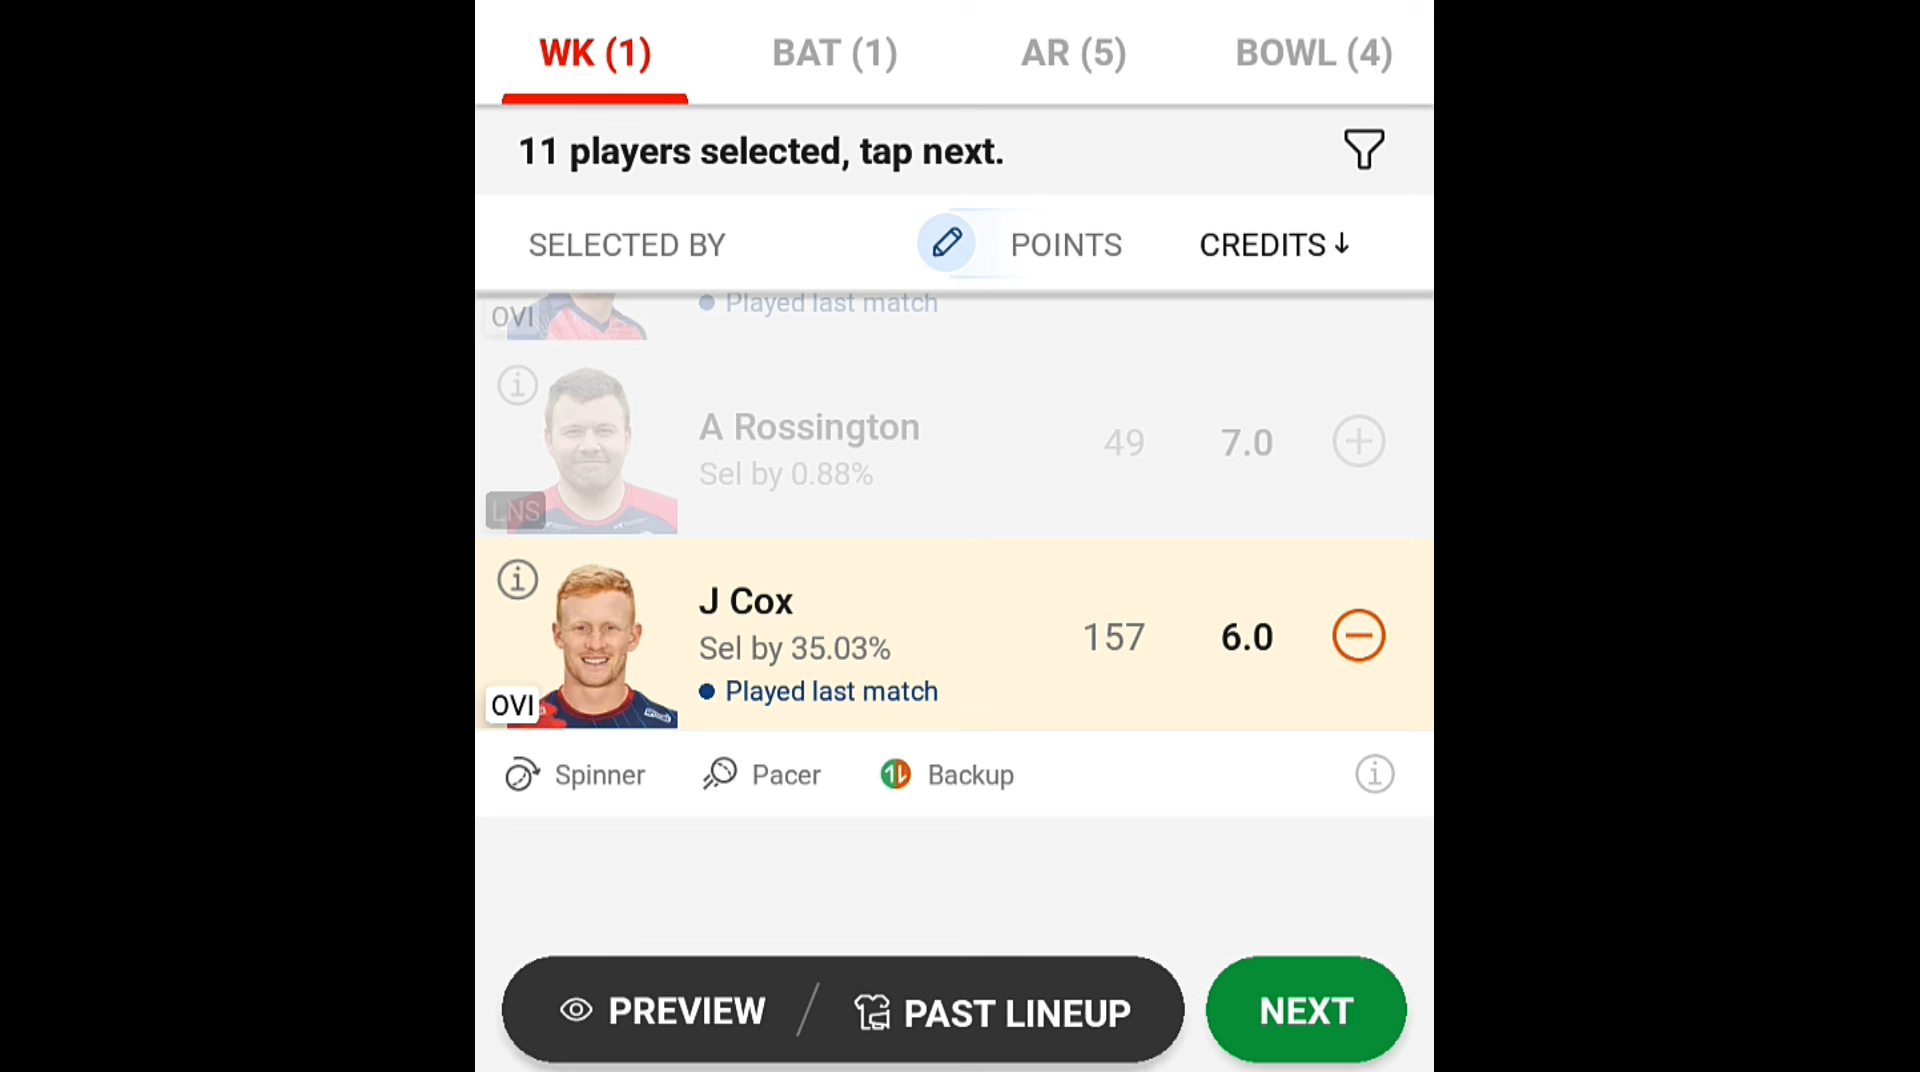 WK (1) BAT (1) AR (5) BOWL (4)
11 players selected, tap next.
SELECTED BY POINTS CREDITS ↓
OVI Played last match
A Rossington
49 7.0
Sel by 0.88%
LNS
J Cox
157 6.0
Sel by 35.03%
Played last match
OVI
Spinner Pacer Backup
PREVIEW / PAST LINEUP NEXT